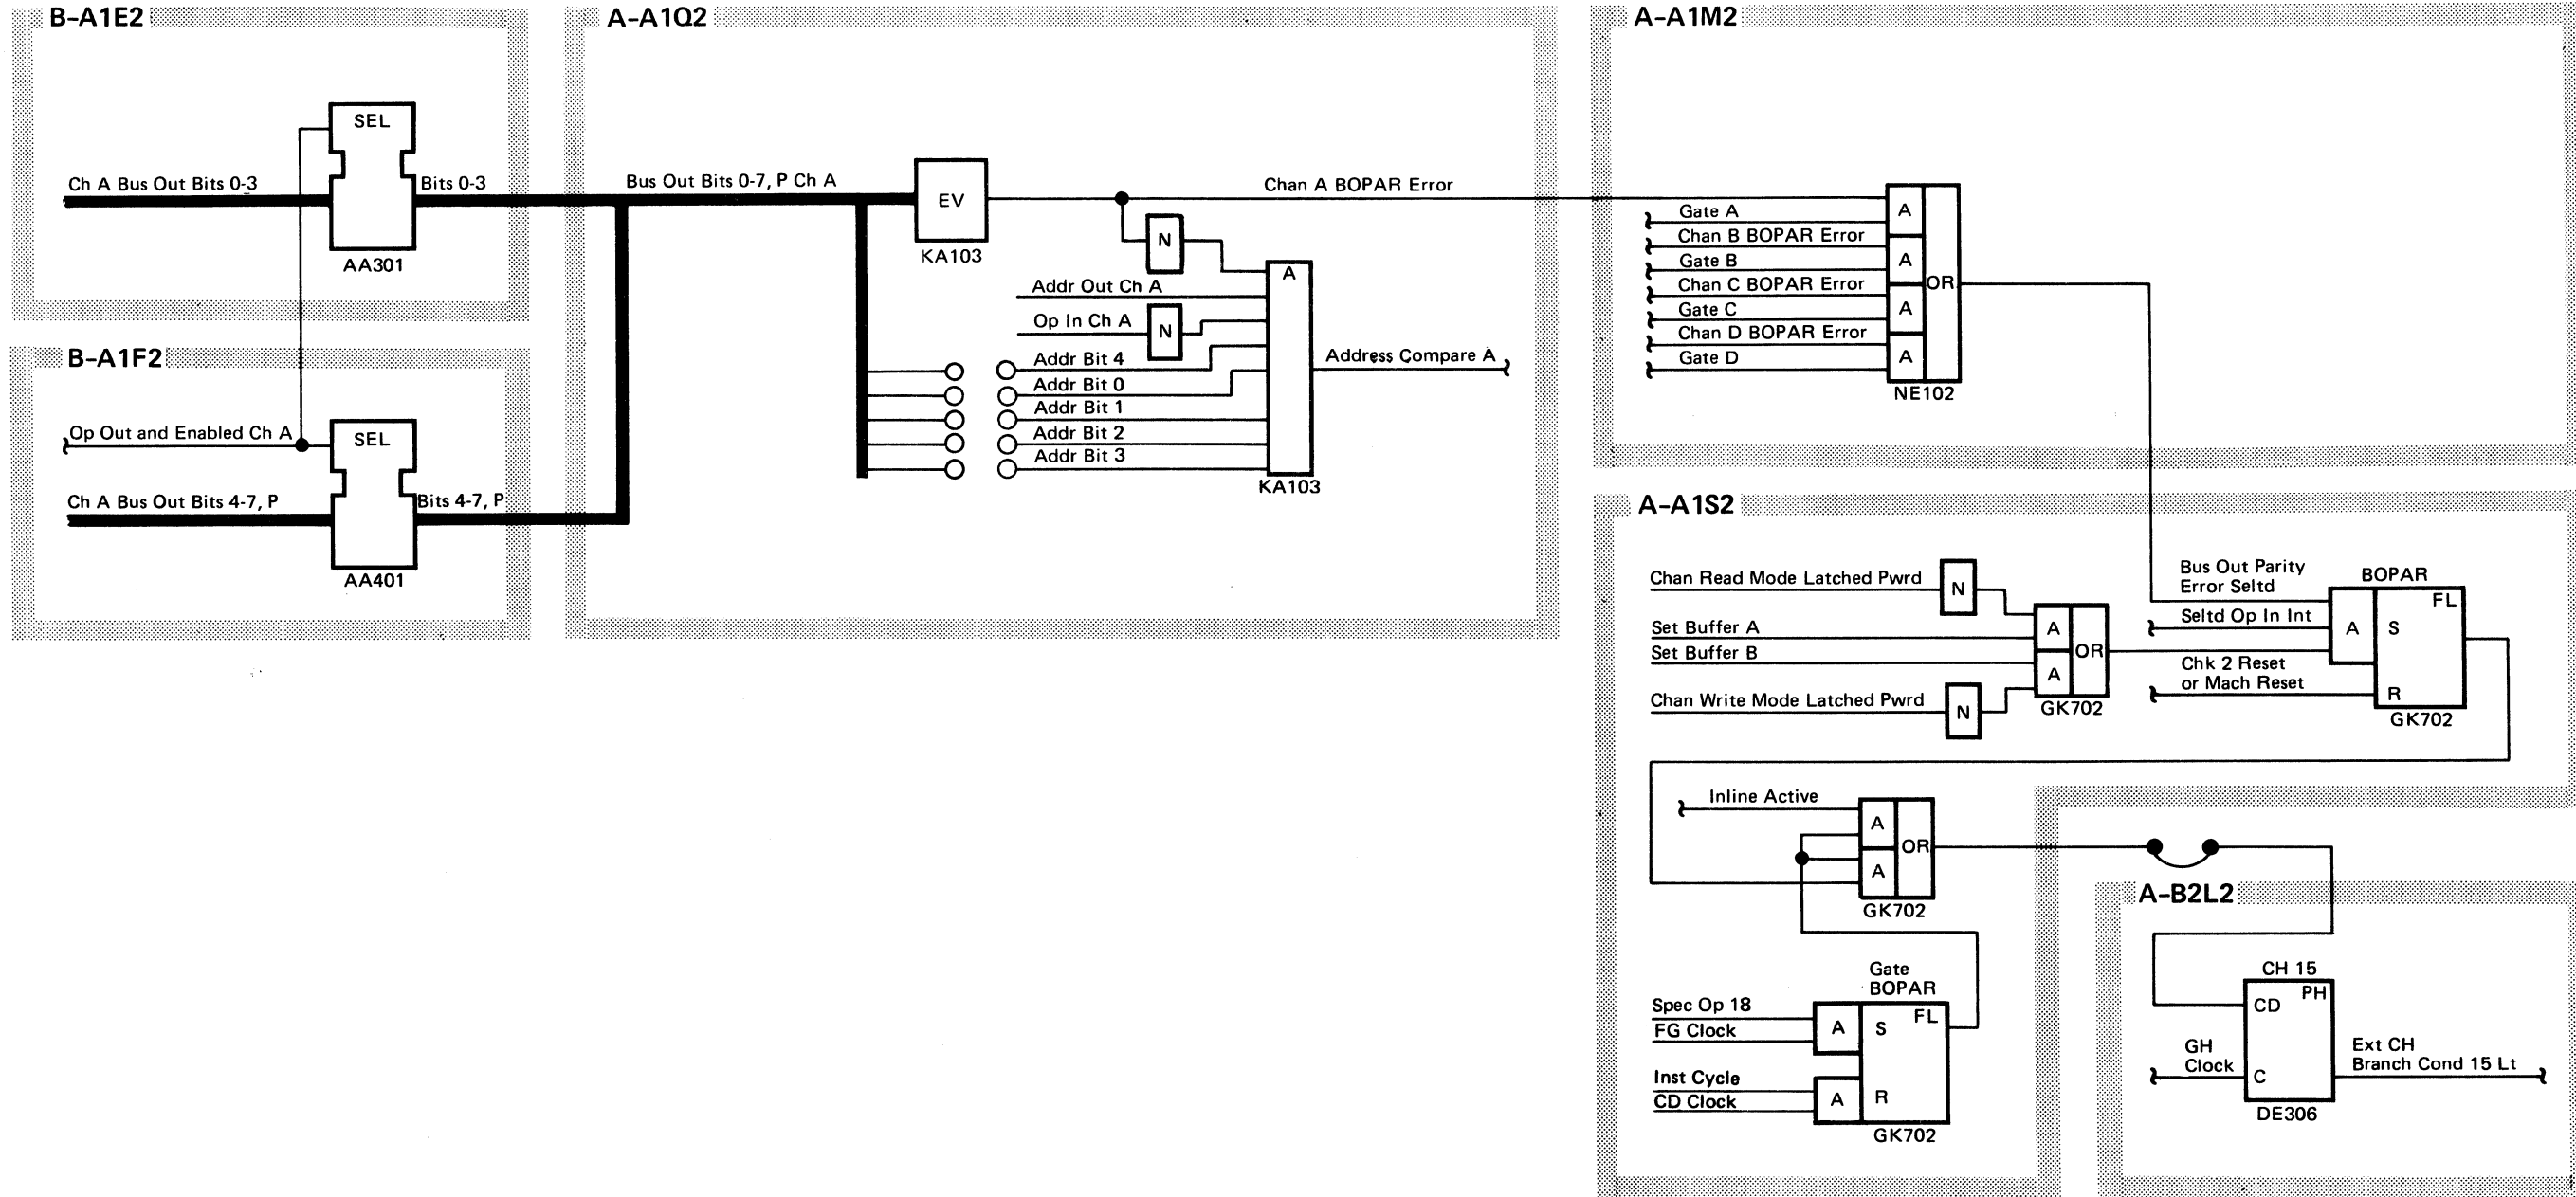 B-A1E2
SEL
Ch A Bus Out Bits 0-3
Bits 0-3
AA301
B-A1F2
Op Out and Enabled Ch A
SEL
Ch A Bus Out Bits 4-7, P
Bits 4-7, P
AA401
A-A1Q2
Bus Out Bits 0-7, P Ch A
EV
KA103
Chan A BOPAR Error
N
A
Addr Out Ch A
Op In Ch A
N
Addr Bit 4
Addr Bit 0
Addr Bit 1
Addr Bit 2
Addr Bit 3
Address Compare A
KA103
A-A1M2
Gate A
A
Chan B BOPAR Error
Gate B
A
Chan C BOPAR Error
OR
Gate C
A
Chan D BOPAR Error
Gate D
A
NE102
A-A1S2
Chan Read Mode Latched Pwrd
N
Set Buffer A
A
Set Buffer B
OR
A
Chan Write Mode Latched Pwrd
N
GK702
Bus Out Parity
Error Seltd
BOPAR
FL
Seltd Op In Int
A
S
Chk 2 Reset
or Mach Reset
R
GK702
Inline Active
A
OR
A
GK702
Gate
BOPAR
Spec Op 18
FG Clock
A
S
FL
Inst Cycle
CD Clock
A
R
GK702
A-B2L2
CH 15
PH
CD
GH
Clock
C
Ext CH
Branch Cond 15 Lt
DE306